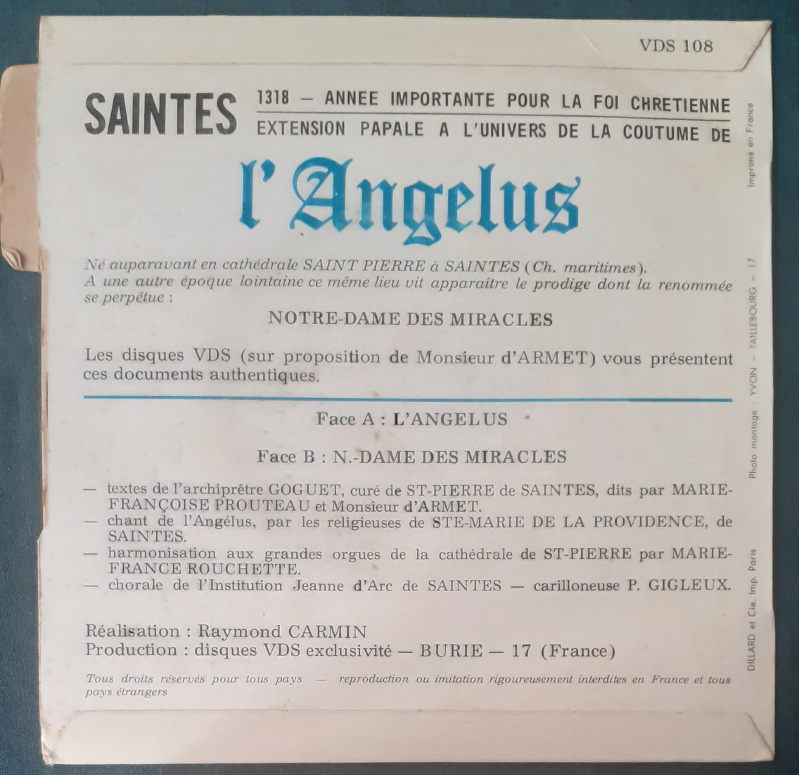 VDS 108
SAINTES
1318 — ANNEE IMPORTANTE POUR LA FOI CHRETIENNE
EXTENSION PAPALE A L'UNIVERS DE LA COUTUME DE
l'Angelus
Né auparavant en cathédrale SAINT PIERRE à SAINTES (Ch. maritimes).
A une autre époque lointaine ce même lieu vit apparaître le prodige dont la renommée
se perpétue :
NOTRE-DAME DES MIRACLES
Les disques VDS (sur proposition de Monsieur d'ARMET) vous présentent
ces documents authentiques.
Face A : L'ANGELUS
Face B : N.-DAME DES MIRACLES
— textes de l'archiprêtre GOGUET, curé de ST-PIERRE de SAINTES, dits par MARIE-
FRANÇOISE PROUTEAU et Monsieur d'ARMET.
— chant de l'Angélus, par les religieuses de STE-MARIE DE LA PROVIDENCE, de
SAINTES.
— harmonisation aux grandes orgues de la cathédrale de ST-PIERRE par MARIE-
FRANCE ROUCHETTE.
— chorale de l'Institution Jeanne d'Arc de SAINTES — carilloneuse P. GIGLEUX.
Réalisation : Raymond CARMIN
Production : disques VDS exclusivité — BURIE — 17 (France)
Tous droits réservés pour tous pays — reproduction ou imitation rigoureusement interdites en France et tous
pays étrangers
DILLARD et Cie. Imp. Paris
Photo montage : YVON - TAILLEBOURG - 17
Imprimé en France